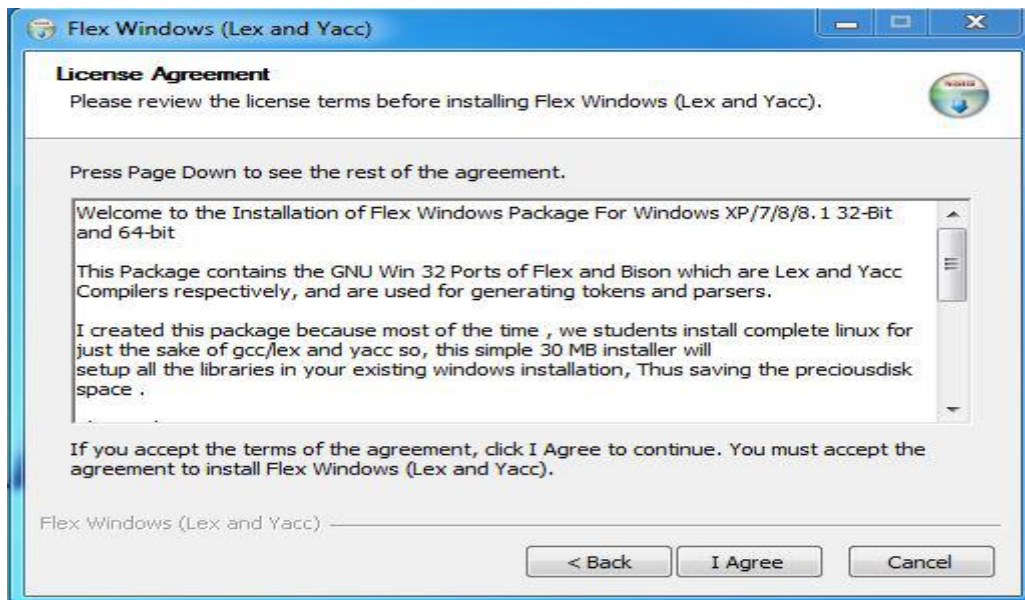 Flex Windows (Lex and Yacc)
License Agreement
Please review the license terms before installing Flex Windows (Lex and Yacc).
Press Page Down to see the rest of the agreement.
Welcome to the Installation of Flex Windows Package For Windows XP/7/8/8.1 32-Bit
and 64-bit
This Package contains the GNU Win 32 Ports of Flex and Bison which are Lex and Yacc
Compilers respectively, and are used for generating tokens and parsers.
I created this package because most of the time , we students install complete linux for
just the sake of gcc/lex and yacc so, this simple 30 MB installer will
setup all the libraries in your existing windows installation, Thus saving the preciousdisk
space .
If you accept the terms of the agreement, click I Agree to continue. You must accept the
agreement to install Flex Windows (Lex and Yacc).
Flex Windows (Lex and Yacc)
< Back I Agree Cancel